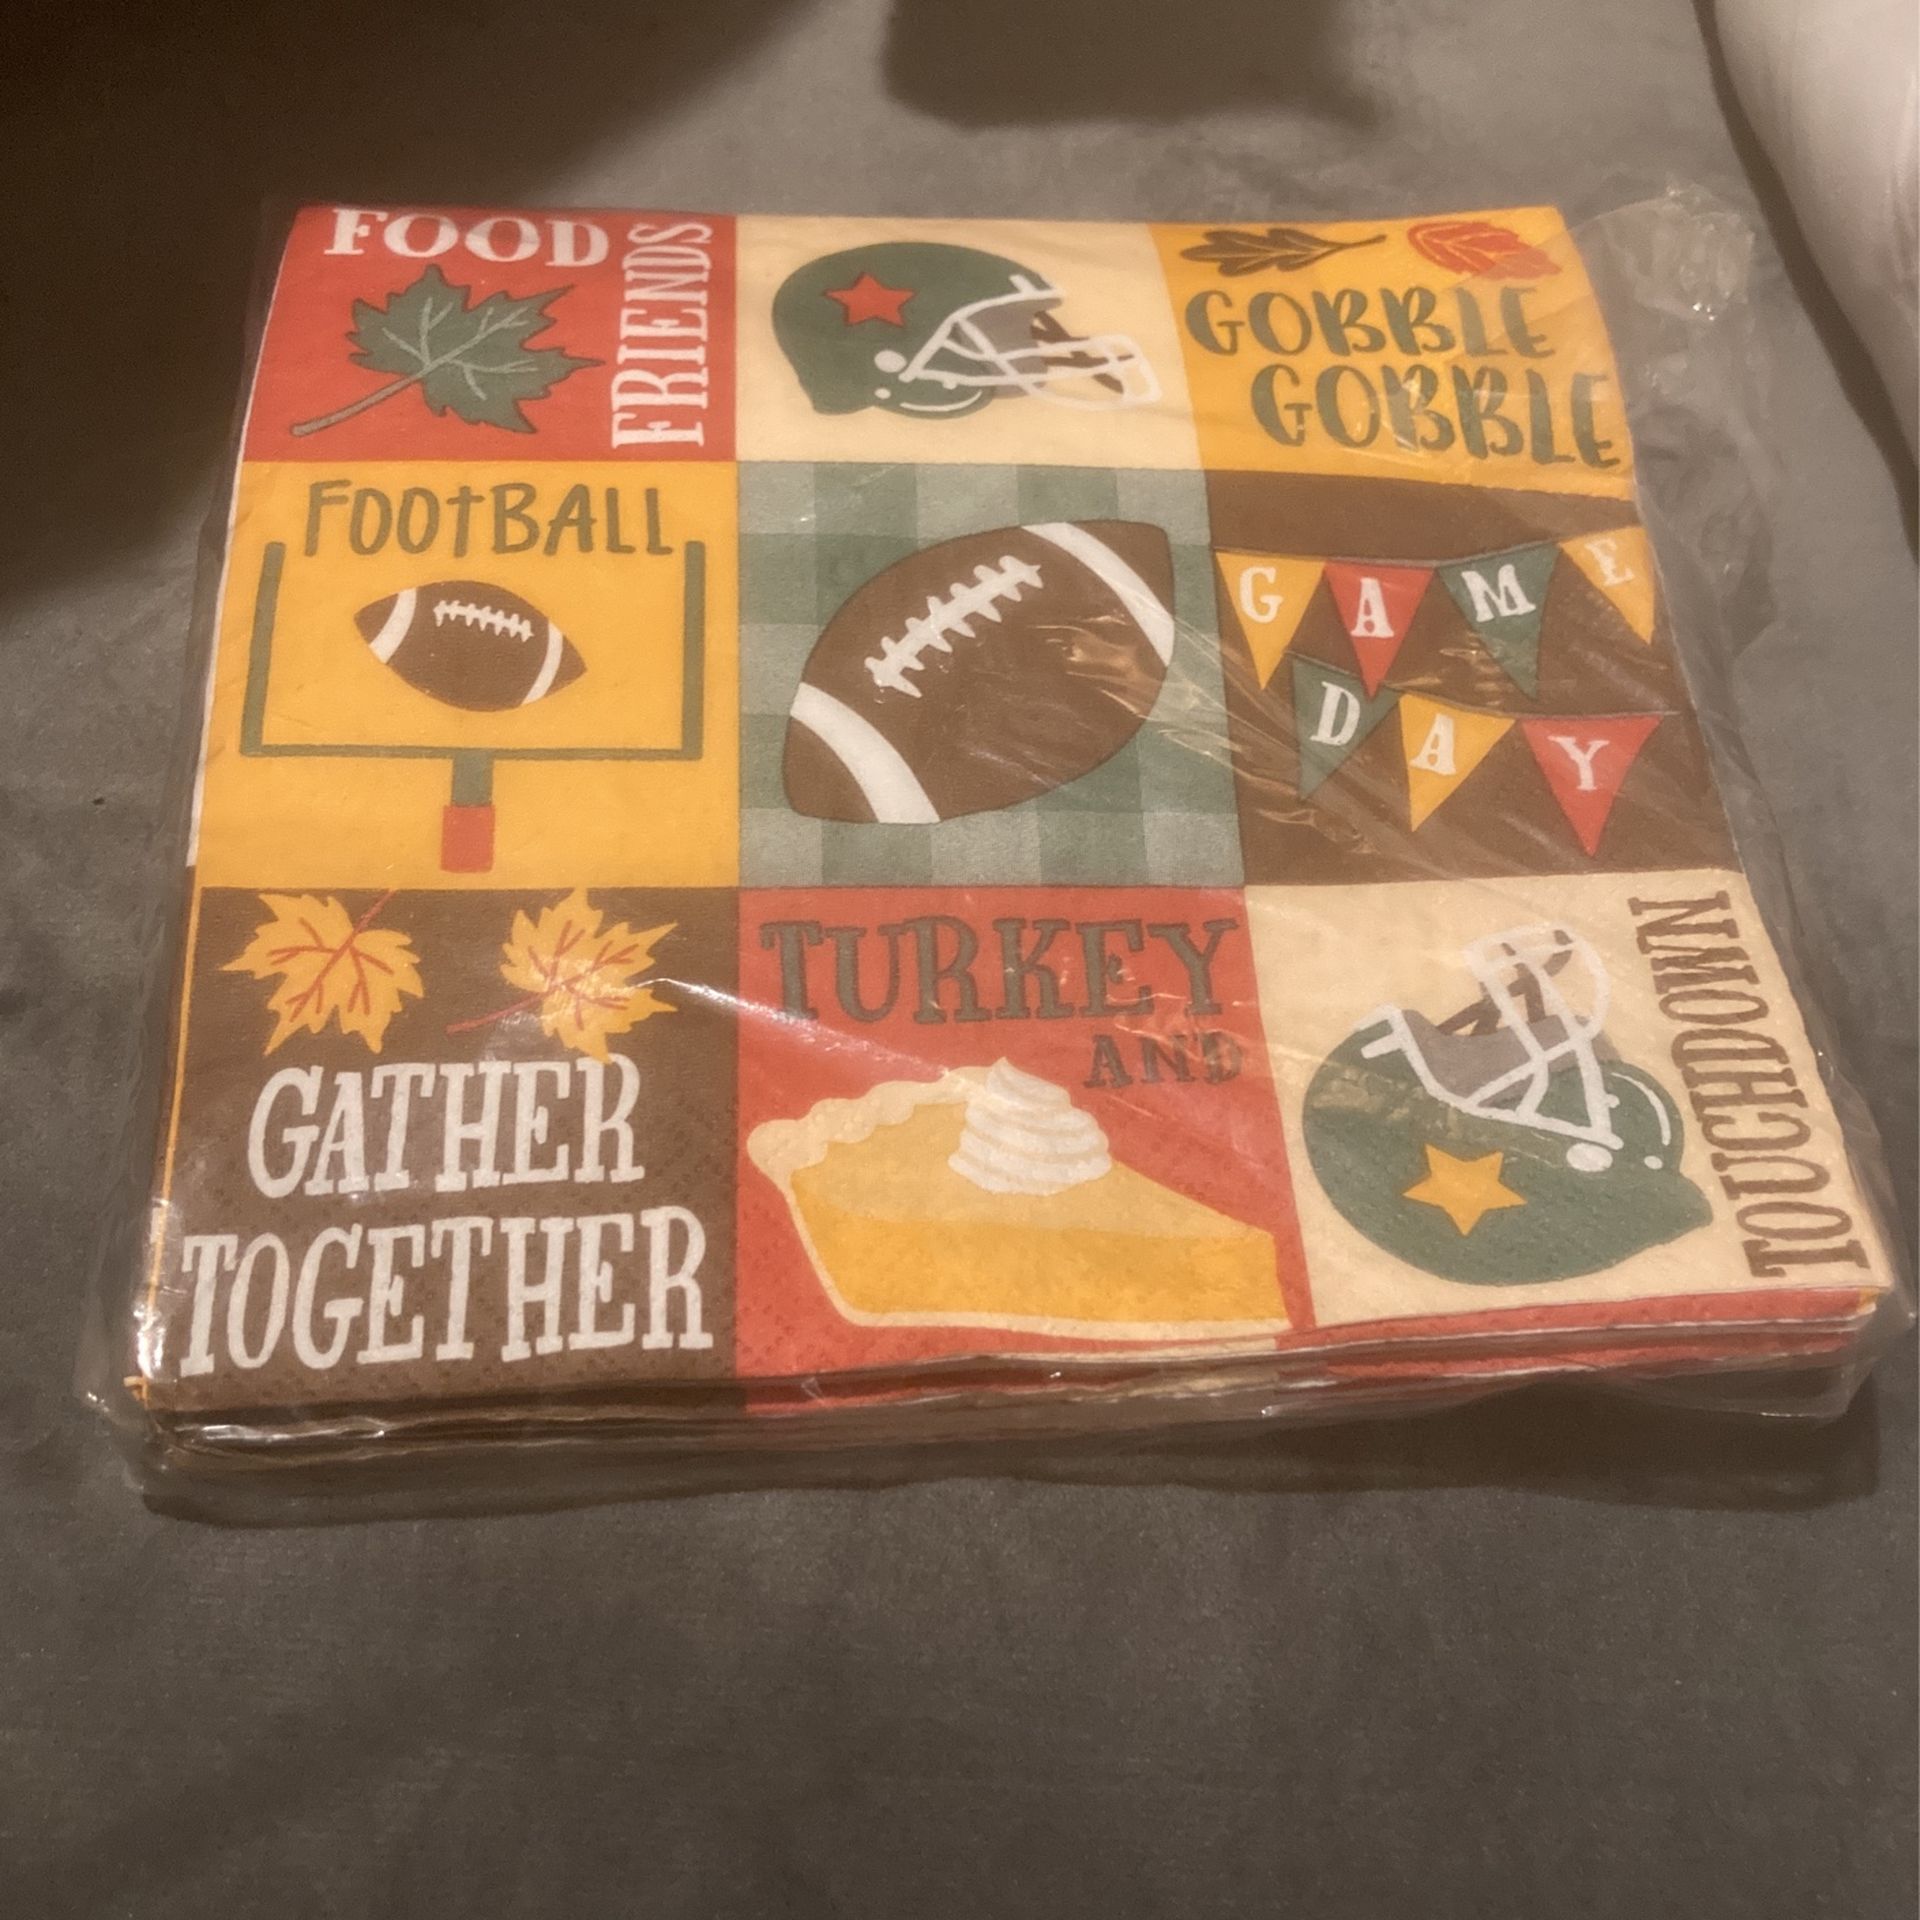 FOOD
FRIENDS
GOBBLE
GOBBLE
FOOTBALL
GAME
DAY
GATHER
TOGETHER
TURKEY
AND
TOUCHDOWN